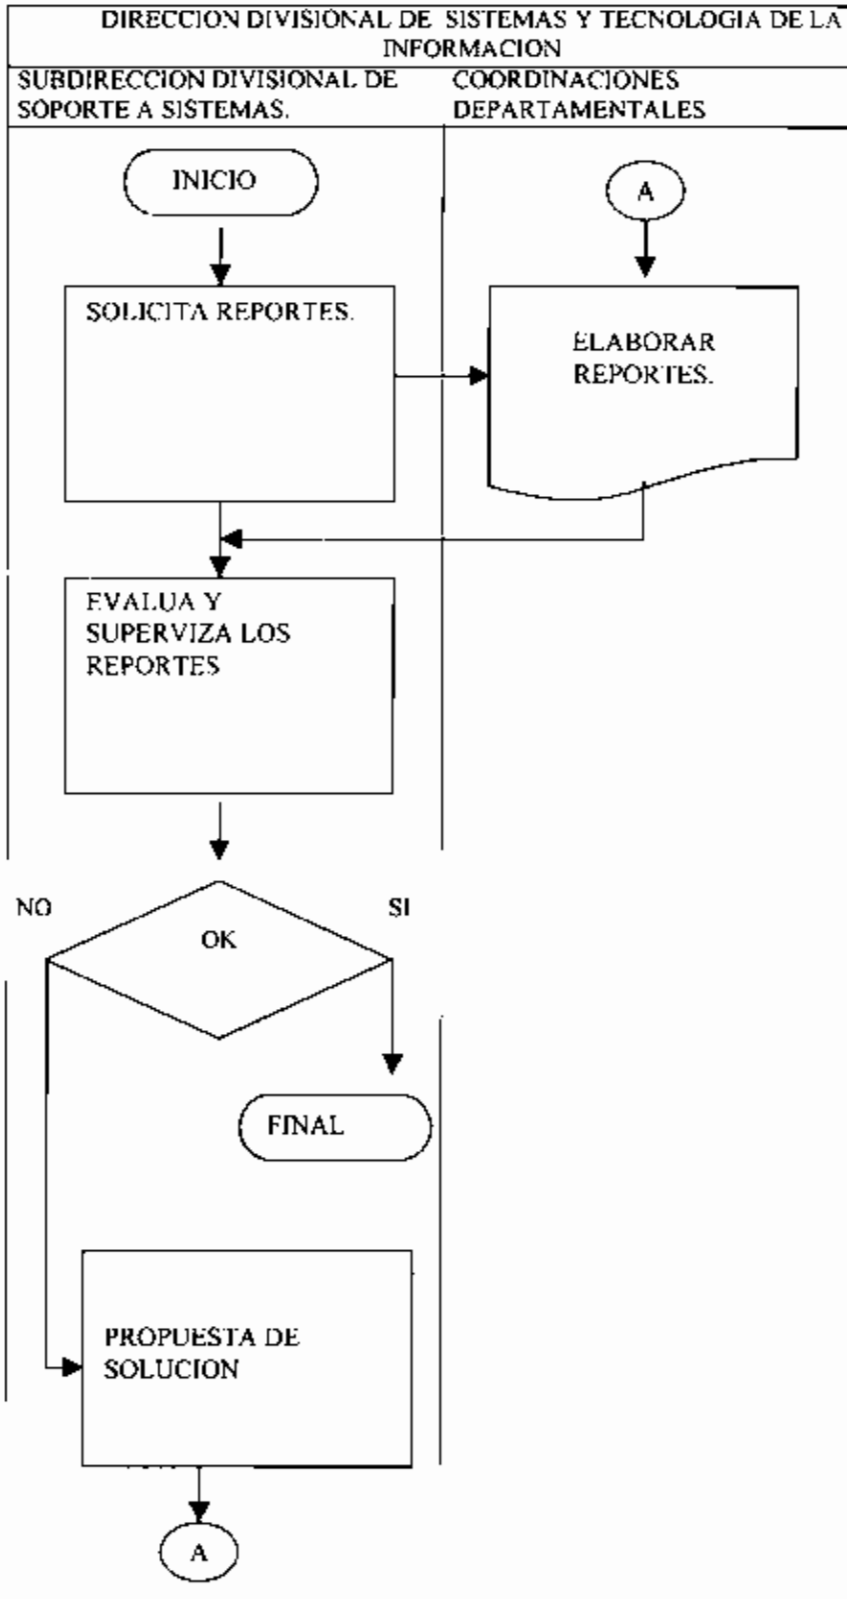 DIRECCION DIVISIONAL DE SISTEMAS Y TECNOLOGIA DE LA
INFORMACION
SUBDIRECCION DIVISIONAL DE
SOPORTE A SISTEMAS.
COORDINACIONES
DEPARTAMENTALES
INICIO
A
SOLICITA REPORTES.
ELABORAR
REPORTES.
EVALUA Y
SUPERVIZA LOS
REPORTES
NO
SI
OK
FINAL
PROPUESTA DE
SOLUCION
A